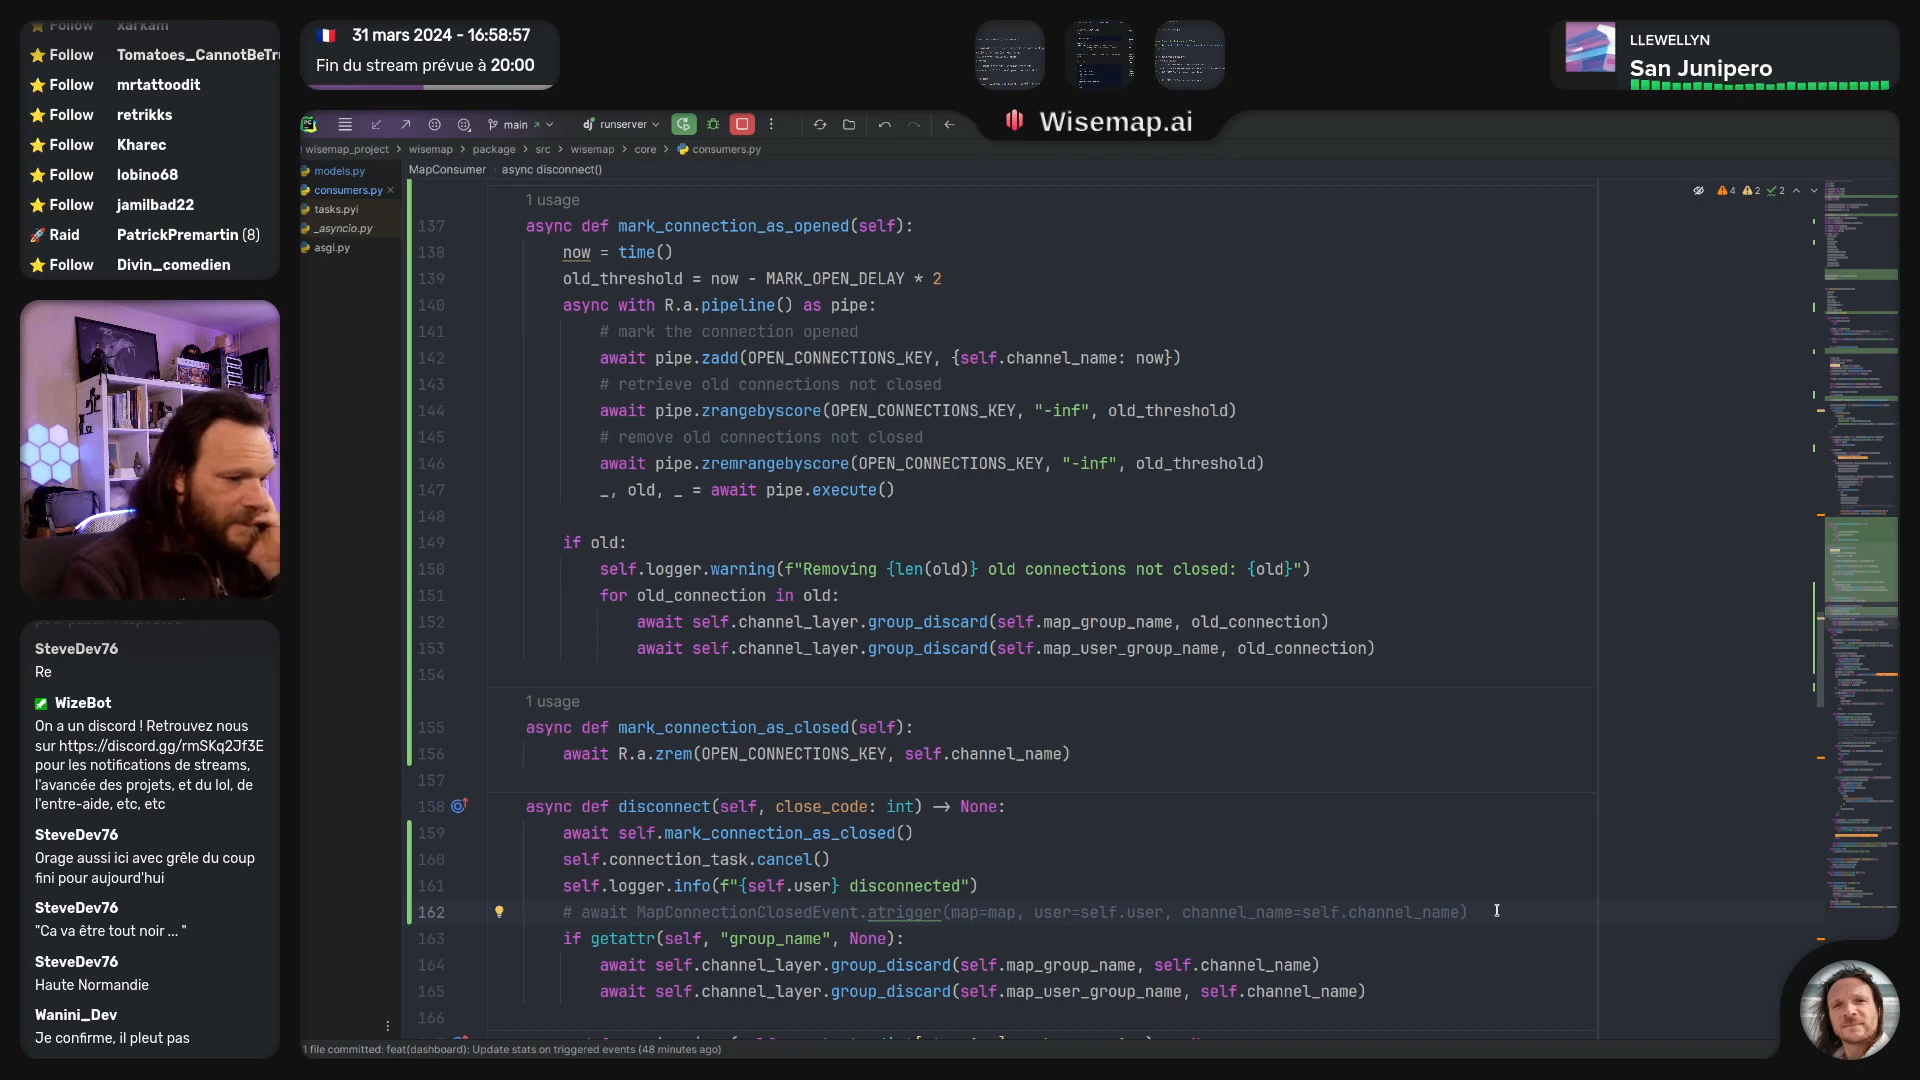 Follow xarkam
Follow Tomatoes_CannotBeTr
Follow mrtattoodit
Follow retrikks
Follow Kharec
Follow lobino68
Follow jamilbad22
Raid PatrickPremartin (8)
Follow Divin_comedien
31 mars 2024 - 16:58:57
Fin du stream prévue à 20:00
LLEWELLYN
San Junipero
Wisemap.ai
main
runserver
wisemap_project > wisemap > package > src > wisemap > core > consumers.py
models.py
consumers.py
tasks.pyi
_asyncio.py
asgi.py
MapConsumer > async disconnect()
4 2 2
1 usage
137 async def mark_connection_as_opened(self):
138 now = time()
139 old_threshold = now - MARK_OPEN_DELAY * 2
140 async with R.a.pipeline() as pipe:
141 # mark the connection opened
142 await pipe.zadd(OPEN_CONNECTIONS_KEY, {self.channel_name: now})
143 # retrieve old connections not closed
144 await pipe.zrangebyscore(OPEN_CONNECTIONS_KEY, "-inf", old_threshold)
145 # remove old connections not closed
146 await pipe.zremrangebyscore(OPEN_CONNECTIONS_KEY, "-inf", old_threshold)
147 _, old, _ = await pipe.execute()
148
149 if old:
150 self.logger.warning(f"Removing {len(old)} old connections not closed: {old}")
151 for old_connection in old:
152 await self.channel_layer.group_discard(self.map_group_name, old_connection)
153 await self.channel_layer.group_discard(self.map_user_group_name, old_connection)
154
1 usage
155 async def mark_connection_as_closed(self):
156 await R.a.zrem(OPEN_CONNECTIONS_KEY, self.channel_name)
157
158 async def disconnect(self, close_code: int) -> None:
159 await self.mark_connection_as_closed()
160 self.connection_task.cancel()
161 self.logger.info(f"{self.user} disconnected")
162 # await MapConnectionClosedEvent.atrigger(map=map, user=self.user, channel_name=self.channel_name)
163 if getattr(self, "group_name", None):
164 await self.channel_layer.group_discard(self.map_group_name, self.channel_name)
165 await self.channel_layer.group_discard(self.map_user_group_name, self.channel_name)
166
1 file committed: feat(dashboard): Update stats on triggered events (48 minutes ago)
SteveDev76
Re
WizeBot
On a un discord ! Retrouvez nous
sur https://discord.gg/rmSKq2Jf3E
pour les notifications de streams,
l'avancée des projets, et du lol, de
l'entre-aide, etc, etc
SteveDev76
Orage aussi ici avec grêle du coup
fini pour aujourd'hui
SteveDev76
"Ca va être tout noir ... "
SteveDev76
Haute Normandie
Wanini_Dev
Je confirme, il pleut pas